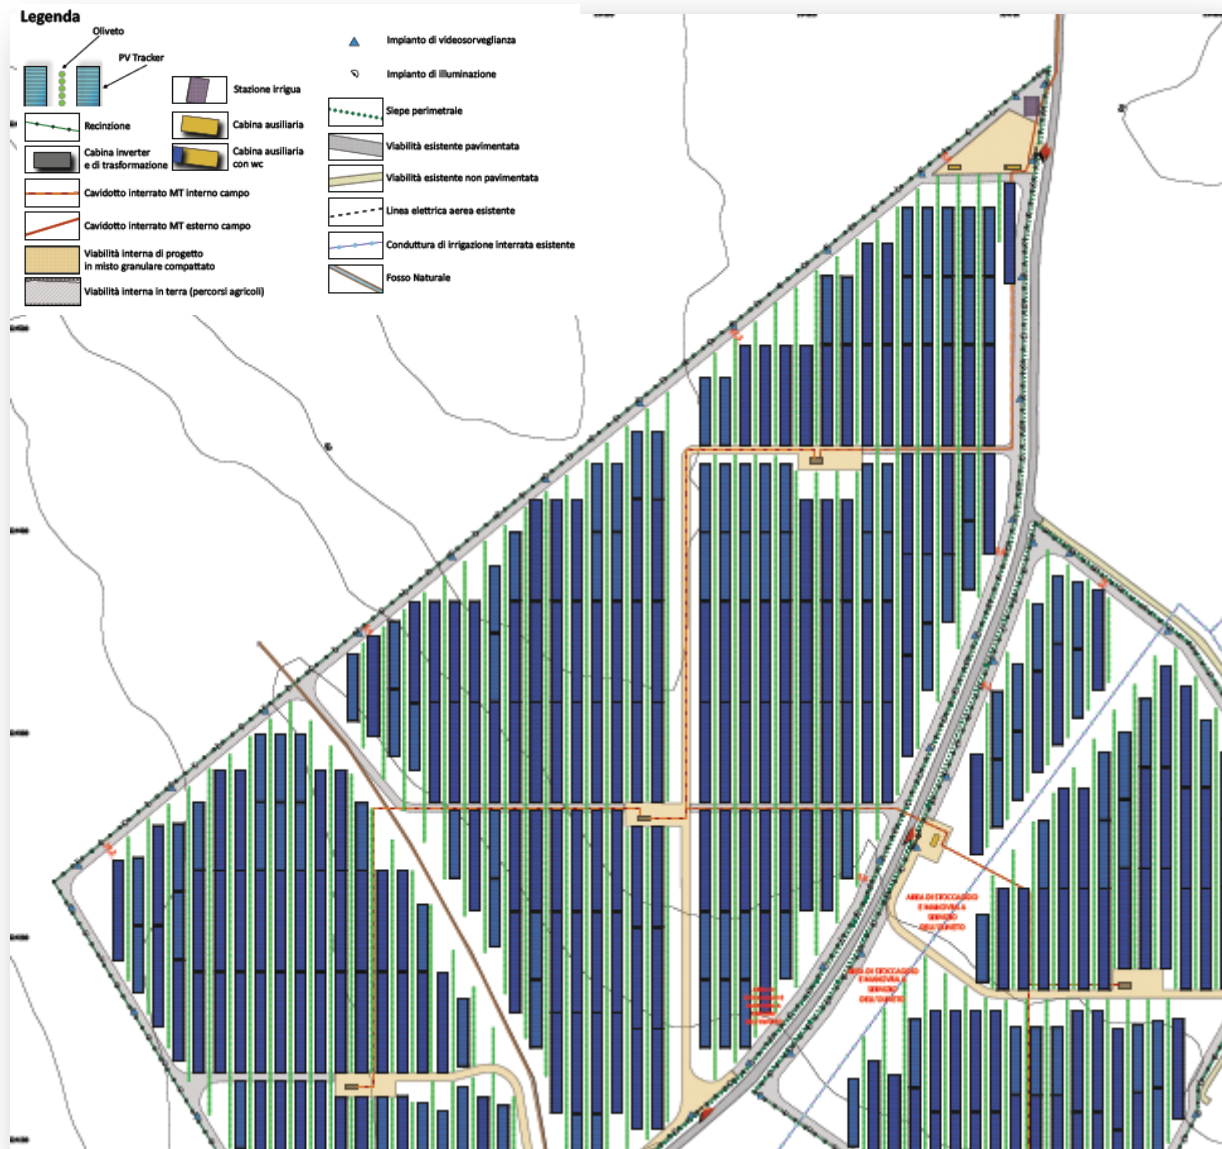 Legenda
Oliveto
PV Tracker
Recinzione
Cabina inverter
e di trasformazione
Cavidotto interrato MT interno campo
Cavidotto interrato MT esterno campo
Viabilità interna di progetto
in misto granulare compattato
Viabilità interna in terra (percorsi agricoli)
Stazione irrigua
Cabina ausiliaria
Cabina ausiliaria
con wc
Impianto di videosorveglianza
Impianto di illuminazione
Siepe perimetrale
Viabilità esistente pavimentata
Viabilità esistente non pavimentata
Linea elettrica aerea esistente
Conduttura di irrigazione interrata esistente
Fosso Naturale
AREA DI STOCCAGGIO
E MANOVRA A
SERVIZIO
DELL'OLIVETO
AREA DI STOCCAGGIO
E MANOVRA A
SERVIZIO
DELL'OLIVETO